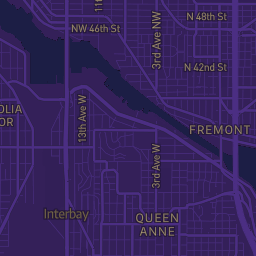 11th
N 48th St
NW 46th St
3rd Ave NW
N 42nd St
OLIA
OR
13th Ave W
FREMONT
3rd Ave W
Interbay
QUEEN
ANNE